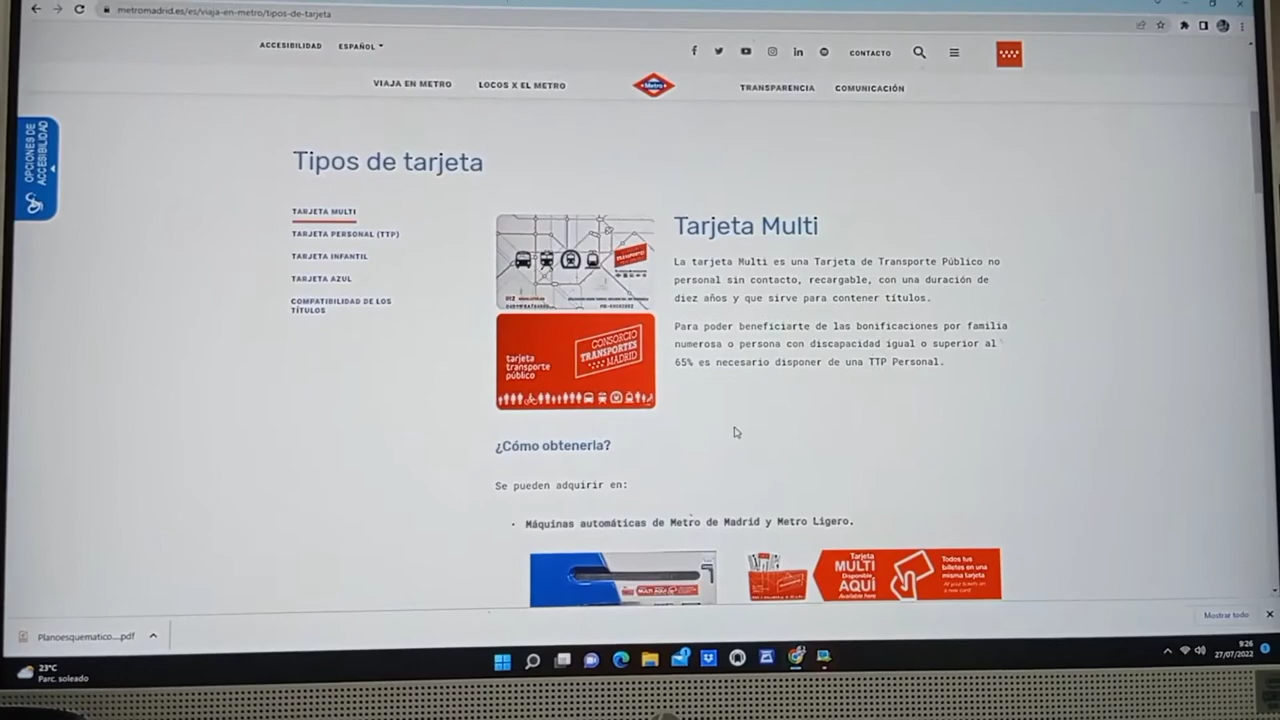 metromadrid.es/es/viaja-en-metro/tipos-de-tarjeta
ACCESIBILIDAD ESPAÑOL
CONTACTO
VIAJA EN METRO LOCOS X EL METRO
Metro
TRANSPARENCIA COMUNICACIÓN
OPCIONES DE
ACCESIBILIDAD
Tipos de tarjeta
TARJETA MULTI
TARJETA PERSONAL (TTP)
TARJETA INFANTIL
TARJETA AZUL
COMPATIBILIDAD DE LOS
TÍTULOS
tarjeta
transporte
público
CONSORCIO
TRANSPORTES
MADRID
Tarjeta Multi
La tarjeta Multi es una Tarjeta de Transporte Público no
personal sin contacto, recargable, con una duración de
diez años y que sirve para contener títulos.
Para poder beneficiarte de las bonificaciones por familia
numerosa o persona con discapacidad igual o superior al
65% es necesario disponer de una TTP Personal.
¿Cómo obtenerla?
Se pueden adquirir en:
· Máquinas automáticas de Metro de Madrid y Metro Ligero.
Tarjeta
MULTI
Disponible
AQUÍ
Available here
Todos tus
billetes en una
misma tarjeta
Planoesquematico....pdf
Mostrar todo
23°C
Parc. soleado
9:26
27/07/2022